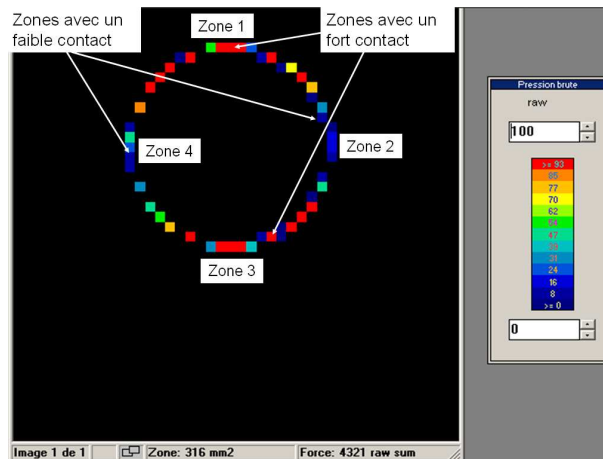 Zones avec un
faible contact
Zone 1
Zones avec un
fort contact
Zone 4
Zone 2
Zone 3
Pression brute
raw
100
>= 93
85
77
70
62
54
47
39
31
24
16
8
>= 0
0
Image 1 de 1
Zone: 316 mm2
Force: 4321 raw sum